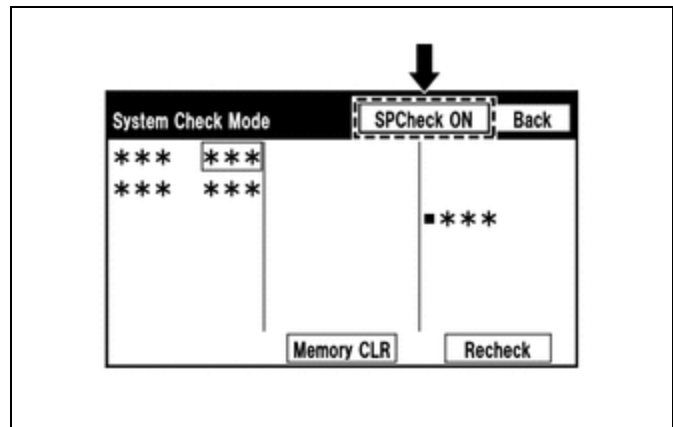 System Check Mode SPCheck ON Back
*** ***
*** ***
■***
Memory CLR Recheck